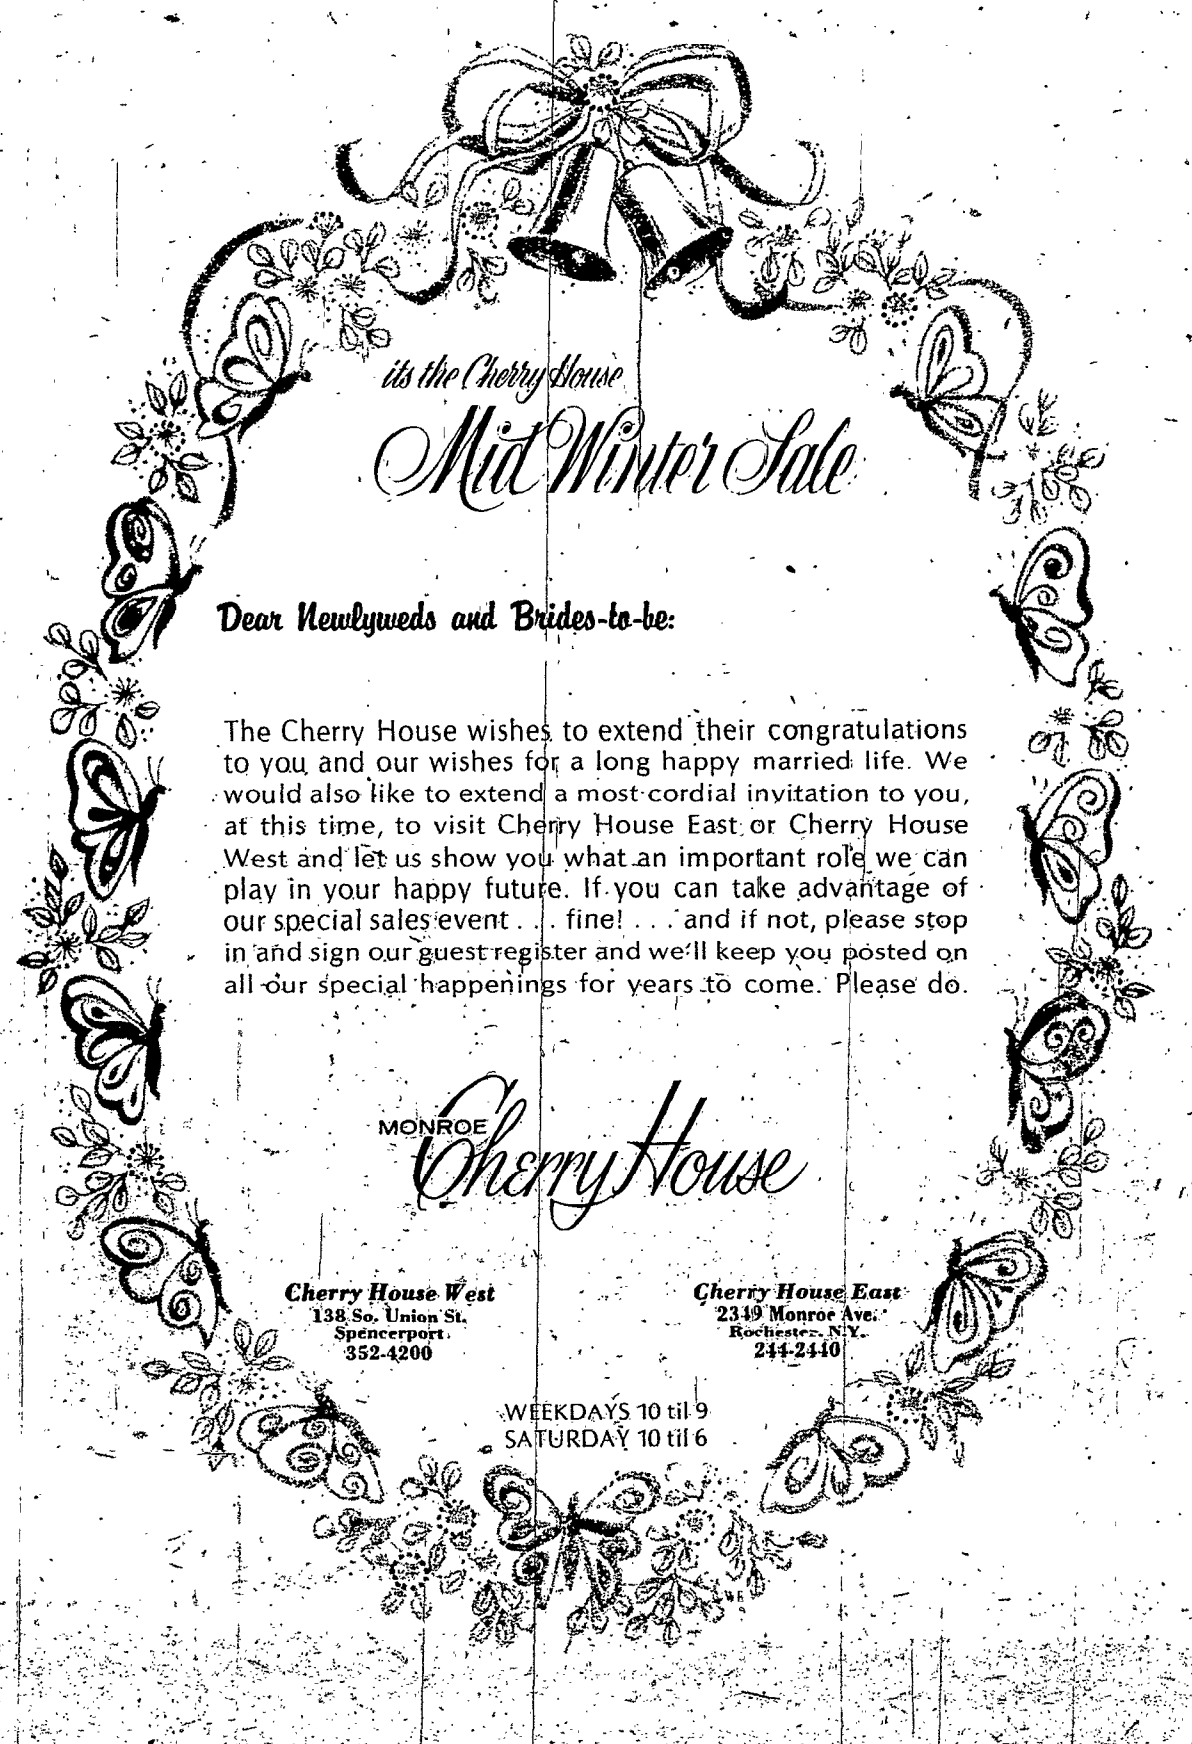 its the Cherry House
Mid Winter Sale
Dear Newlyweds and Brides-to-be:
The Cherry House wishes to extend their congratulations
to you and our wishes for a long happy married life. We
would also like to extend a most cordial invitation to you,
at this time, to visit Cherry House East or Cherry House
West and let us show you what an important role we can
play in your happy future. If you can take advantage of
our special sales event . . . fine! . . . and if not, please stop
in and sign our guest register and we'll keep you posted on
all our special happenings for years to come. Please do.
MONROE
Cherry House
Cherry House West
138 So. Union St.
Spencerport
352-4200
Cherry House East
2349 Monroe Ave.
Rochester, N.Y.
244-2440
WEEKDAYS 10 til 9
SATURDAY 10 til 6